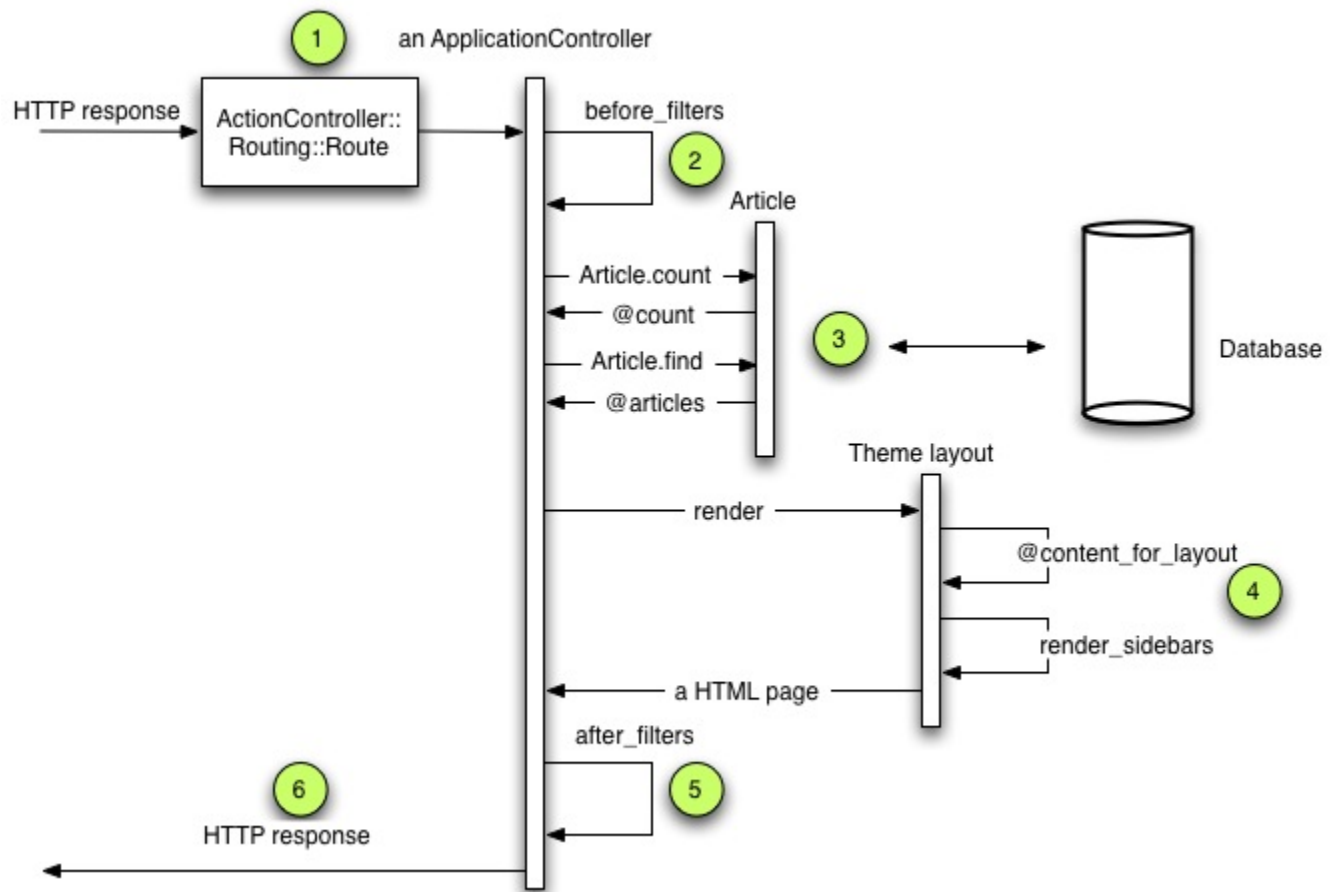 1
an ApplicationController
HTTP response
ActionController::
Routing::Route
before_filters
2
Article
Article.count
@count
3
Database
Article.find
@articles
Theme layout
render
@content_for_layout
4
render_sidebars
a HTML page
after_filters
5
6
HTTP response